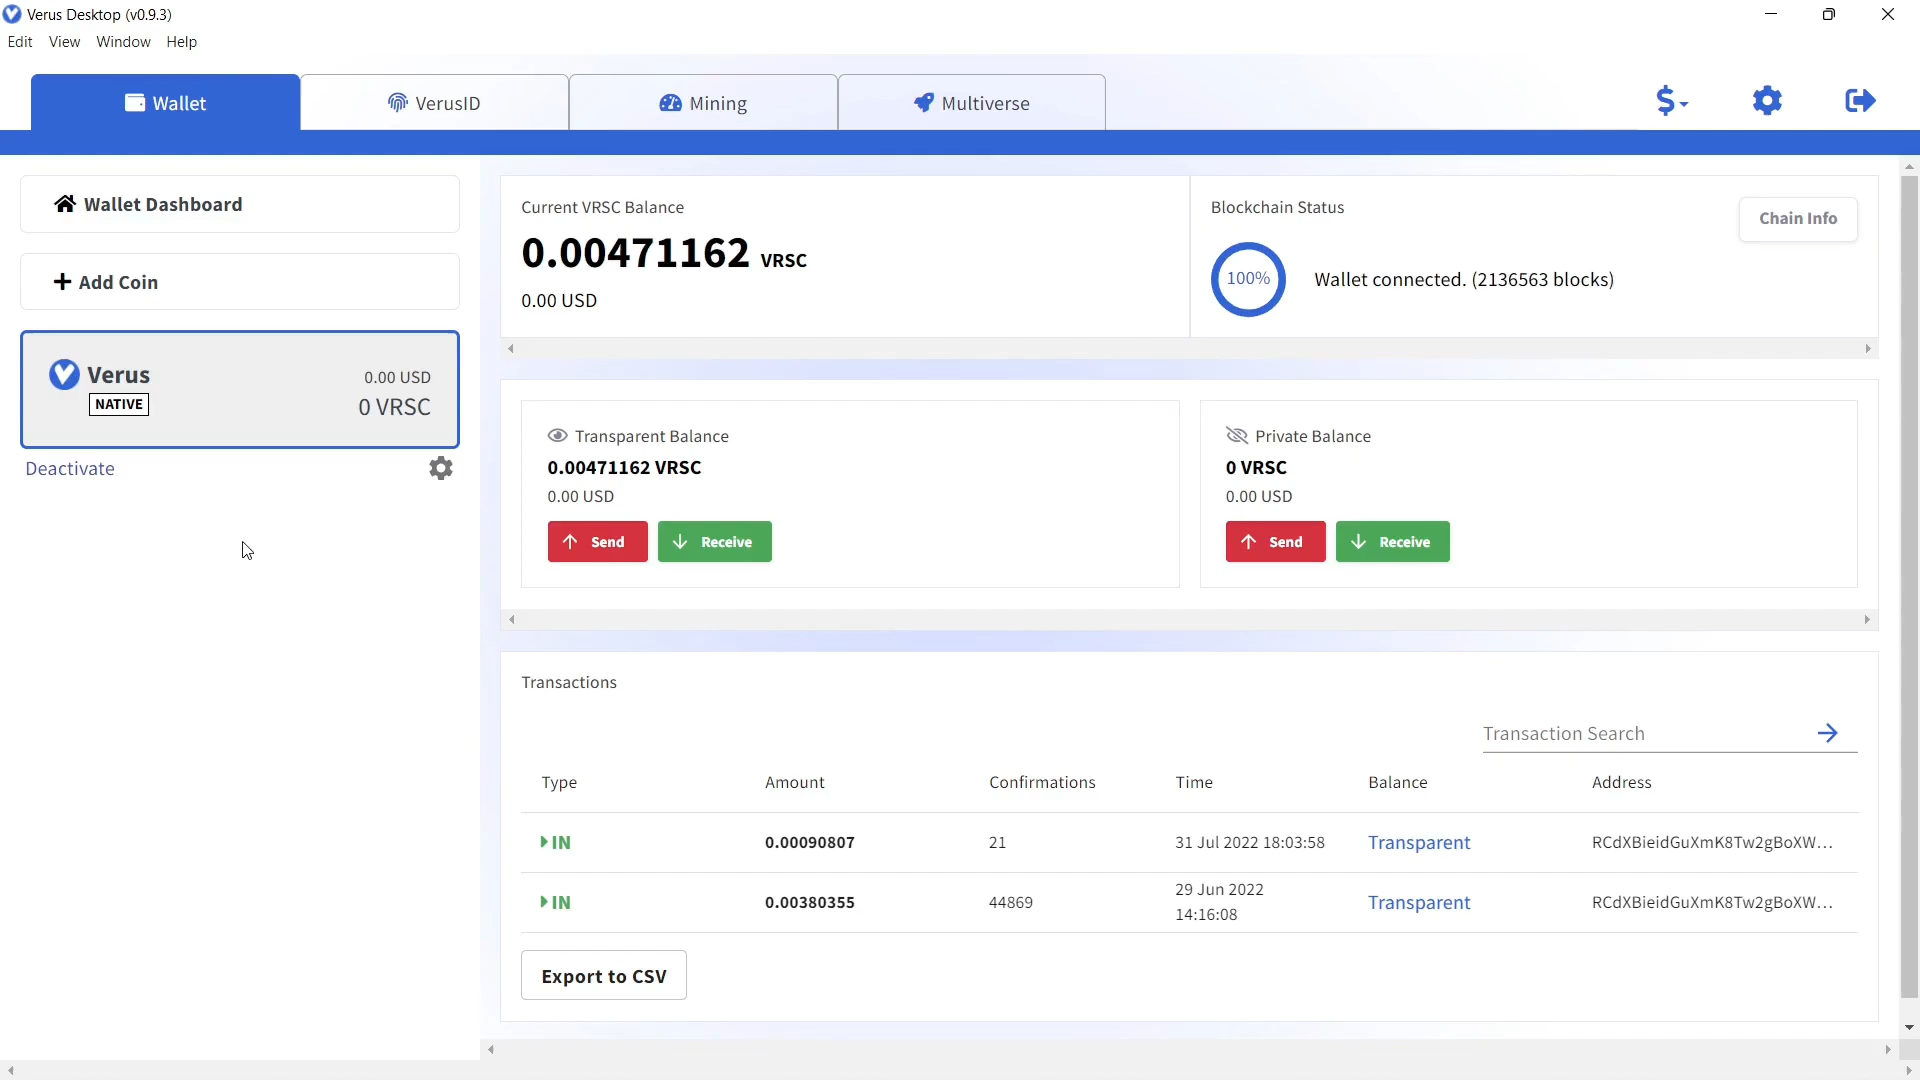 Verus Desktop (v0.9.3)
Edit View Window Help
Wallet VerusID Mining Multiverse $
Wallet Dashboard
Add Coin
Verus
NATIVE
0.00 USD
0 VRSC
Deactivate
Current VRSC Balance
0.00471162 VRSC
0.00 USD
Blockchain Status
Chain Info
100%
Wallet connected. (2136563 blocks)
Transparent Balance
0.00471162 VRSC
0.00 USD
Send Receive
Private Balance
0 VRSC
0.00 USD
Send Receive
Transactions
Transaction Search
Type Amount Confirmations Time Balance Address
IN 0.00090807 21 31 Jul 2022 18:03:58 Transparent RCdXBieidGuXmK8Tw2gBoXW...
IN 0.00380355 44869 29 Jun 2022 14:16:08 Transparent RCdXBieidGuXmK8Tw2gBoXW...
Export to CSV